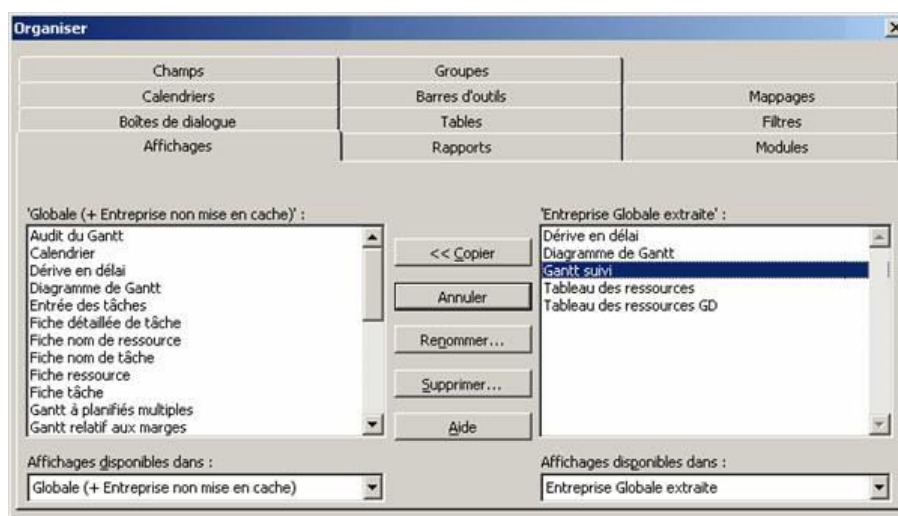 Organiser
Champs
Groupes
Calendriers
Barres d'outils
Mappages
Boîtes de dialogue
Tables
Filtres
Affichages
Rapports
Modules
'Globale (+ Entreprise non mise en cache)' :
Audit du Gantt
Calendrier
Dérive en délai
Diagramme de Gantt
Entrée des tâches
Fiche détaillée de tâche
Fiche nom de ressource
Fiche nom de tâche
Fiche ressource
Fiche tâche
Gantt à planifiés multiples
Gantt relatif aux marges
<< Copier
Annuler
Renommer...
Supprimer...
Aide
'Entreprise Globale extraite' :
Dérive en délai
Diagramme de Gantt
Gantt suivi
Tableau des ressources
Tableau des ressources GD
Affichages disponibles dans :
Globale (+ Entreprise non mise en cache)
Affichages disponibles dans :
Entreprise Globale extraite